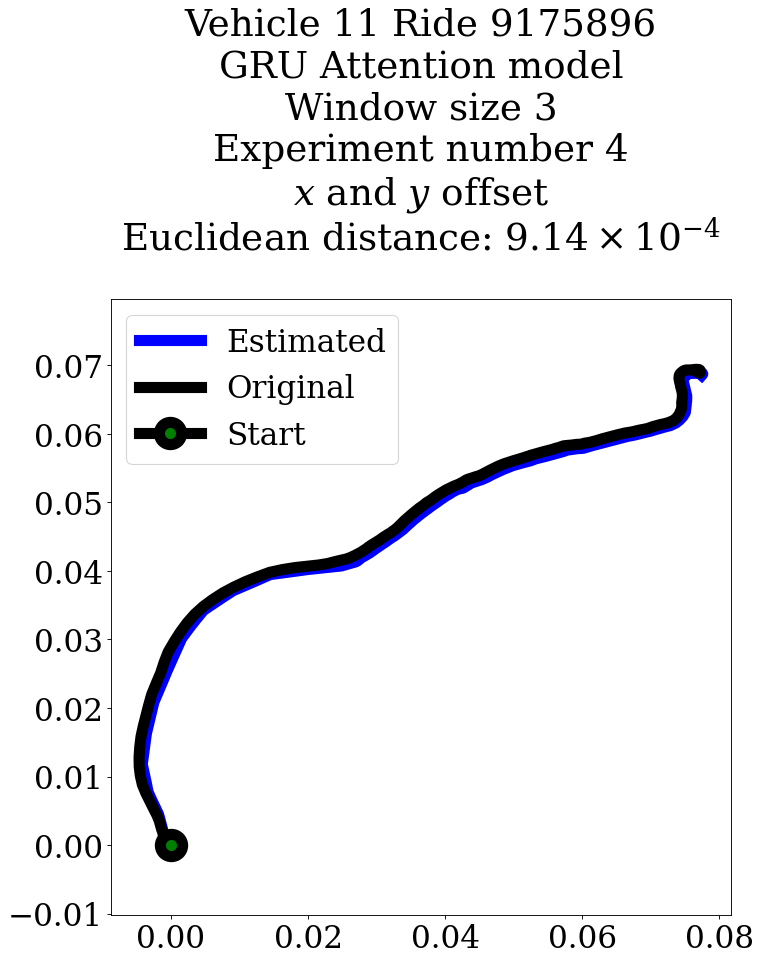 Vehicle 11 Ride 9175896
GRU Attention model
Window size 3
Experiment number 4
x and y offset
Euclidean distance: 9.14 × 10⁻⁴
Estimated
Original
Start
0.07
0.06
0.05
0.04
0.03
0.02
0.01
0.00
−0.01
0.00 0.02 0.04 0.06 0.08